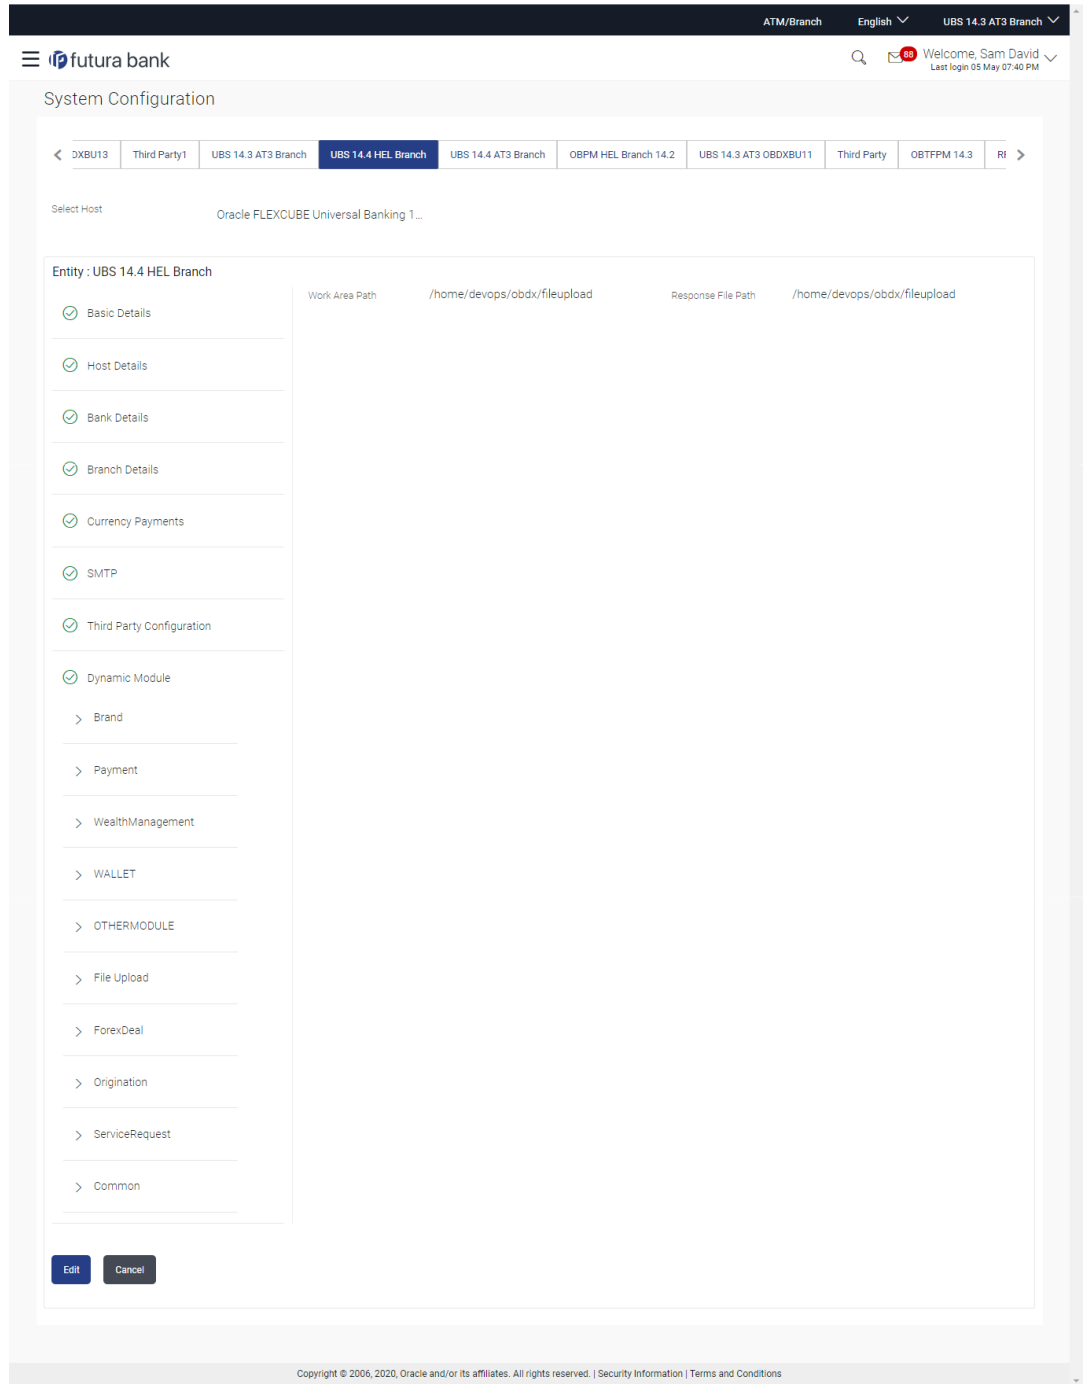 ATM/Branch English UBS 14.3 AT3 Branch
futura bank 88 Welcome, Sam David
Last login 05 May 07:40 PM
System Configuration
DXBU13 Third Party1 UBS 14.3 AT3 Branch UBS 14.4 HEL Branch UBS 14.4 AT3 Branch OBPM HEL Branch 14.2 UBS 14.3 AT3 OBDXBU11 Third Party OBTFPM 14.3
Select Host Oracle FLEXCUBE Universal Banking 1...
Entity : UBS 14.4 HEL Branch
Work Area Path /home/devops/obdx/fileupload Response File Path /home/devops/obdx/fileupload
Basic Details
Host Details
Bank Details
Branch Details
Currency Payments
SMTP
Third Party Configuration
Dynamic Module
Brand
Payment
WealthManagement
WALLET
OTHERMODULE
File Upload
ForexDeal
Origination
ServiceRequest
Common
Edit Cancel
Copyright © 2006, 2020, Oracle and/or its affiliates. All rights reserved. | Security Information | Terms and Conditions